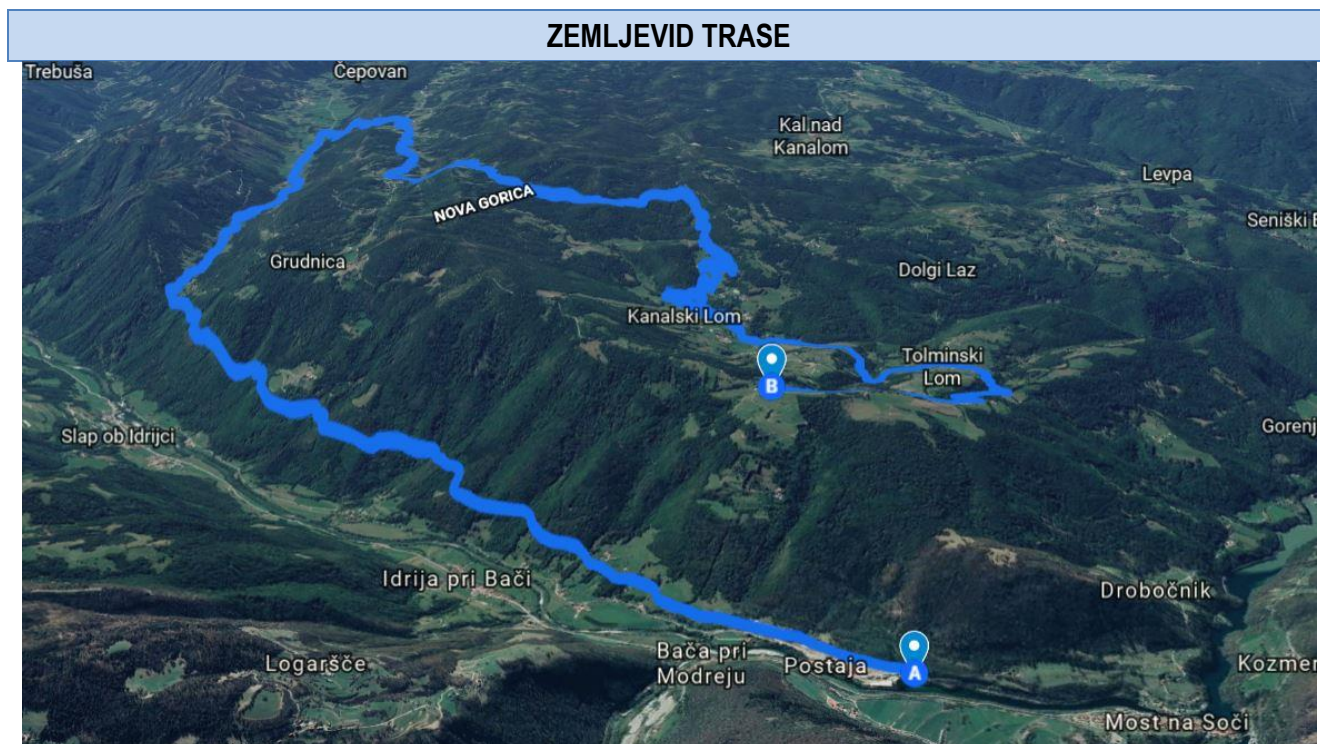 ZEMLJEVID TRASE
Trebuša
Čepovan
Kal nad
Kanalom
Levpa
NOVA GORICA
Seniški B
Grudnica
Dolgi Laz
Kanalski Lom
Tolminski
Lom
B
Slap ob Idrijci
Gorenj
Idrija pri Bači
Drobočnik
Logaršče
Bača pri
Modreju
Postaja
A
Kozmer
Most na Soči